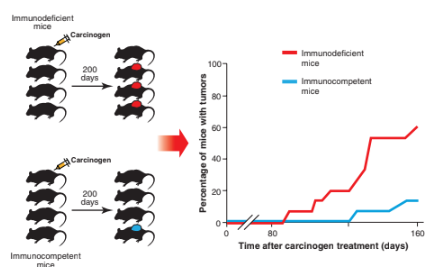 Immunodeficient
mice
Carcinogen
200
days
Carcinogen
200
days
Immunocompetent
mice
Immunodeficient
mice
Immunocompetent
mice
Percentage of mice with tumors
100
80
60
40
20
0
0
80
160
Time after carcinogen treatment (days)